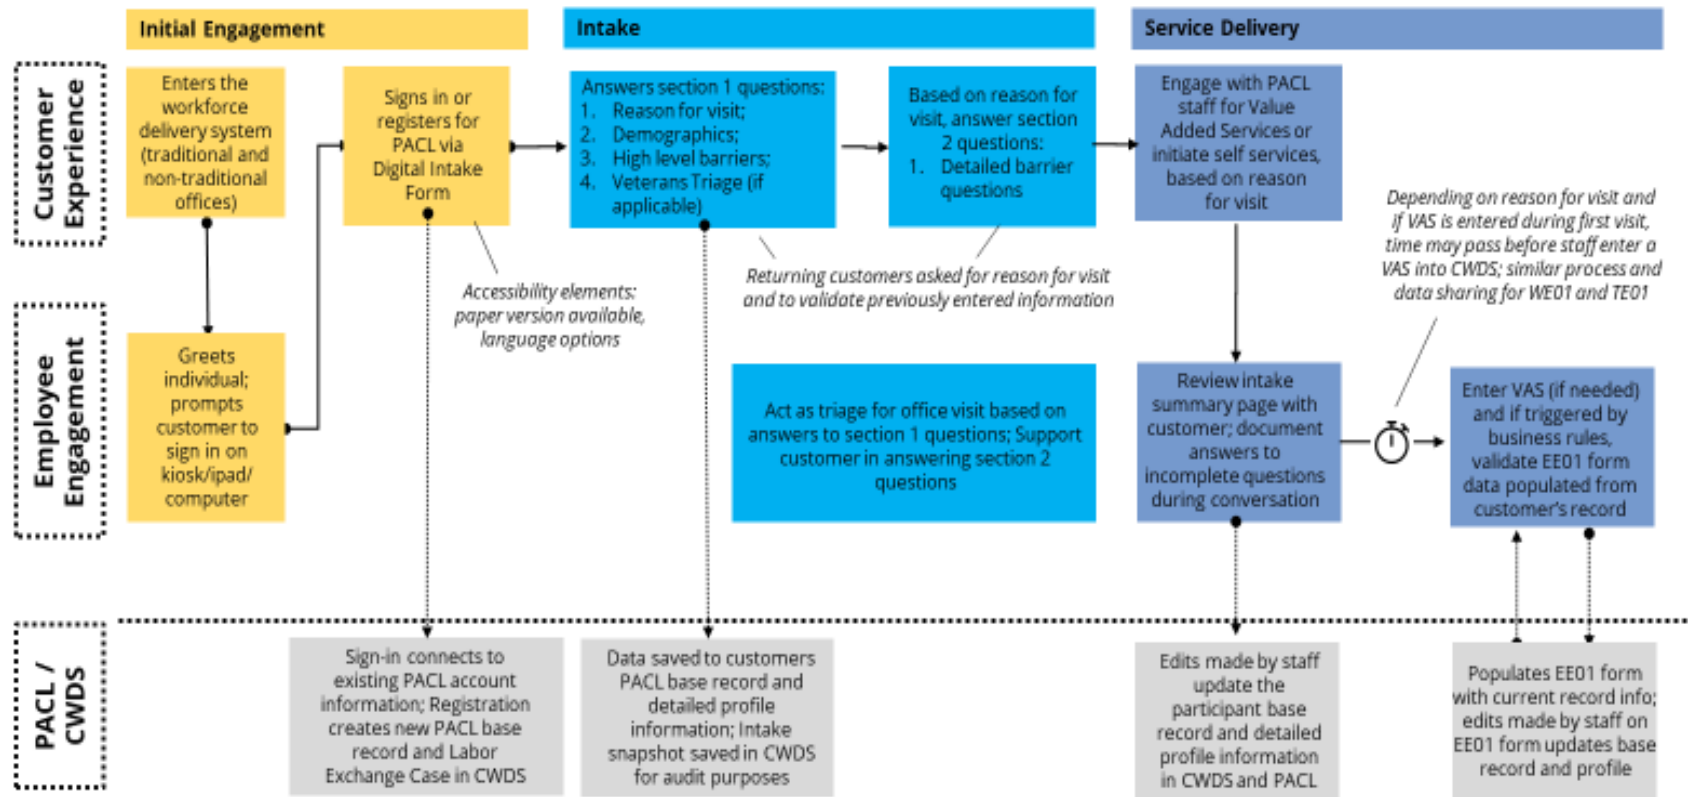 Initial Engagement
Intake
Service Delivery
Customer
Experience
Enters the
workforce
delivery system
(traditional and
non-traditional
offices)
Signs in or
registers for
PACL via
Digital Intake
Form
Answers section 1 questions:
1. Reason for visit;
2. Demographics;
3. High level barriers;
4. Veterans Triage (if
applicable)
Based on reason for
visit, answer section
2 questions:
1. Detailed barrier
questions
Engage with PACL
staff for Value
Added Services or
initiate self services,
based on reason
for visit
Depending on reason for visit and
if VAS is entered during first visit,
time may pass before staff enter a
VAS into CWDS; similar process and
data sharing for WE01 and TE01
Accessibility elements:
paper version available,
language options
Returning customers asked for reason for visit
and to validate previously entered information
Employee
Engagement
Greets
individual;
prompts
customer to
sign in on
kiosk/ipad/
computer
Act as triage for office visit based on
answers to section 1 questions; Support
customer in answering section 2
questions
Review intake
summary page with
customer; document
answers to
incomplete questions
during conversation
Enter VAS (if needed)
and if triggered by
business rules,
validate EE01 form
data populated from
customer's record
PACL /
CWDS
Sign-in connects to
existing PACL account
information; Registration
creates new PACL base
record and Labor
Exchange Case in CWDS
Data saved to customers
PACL base record and
detailed profile
information; Intake
snapshot saved in CWDS
for audit purposes
Edits made by staff
update the
participant base
record and detailed
profile information
in CWDS and PACL
Populates EE01 form
with current record info;
edits made by staff on
EE01 form updates base
record and profile